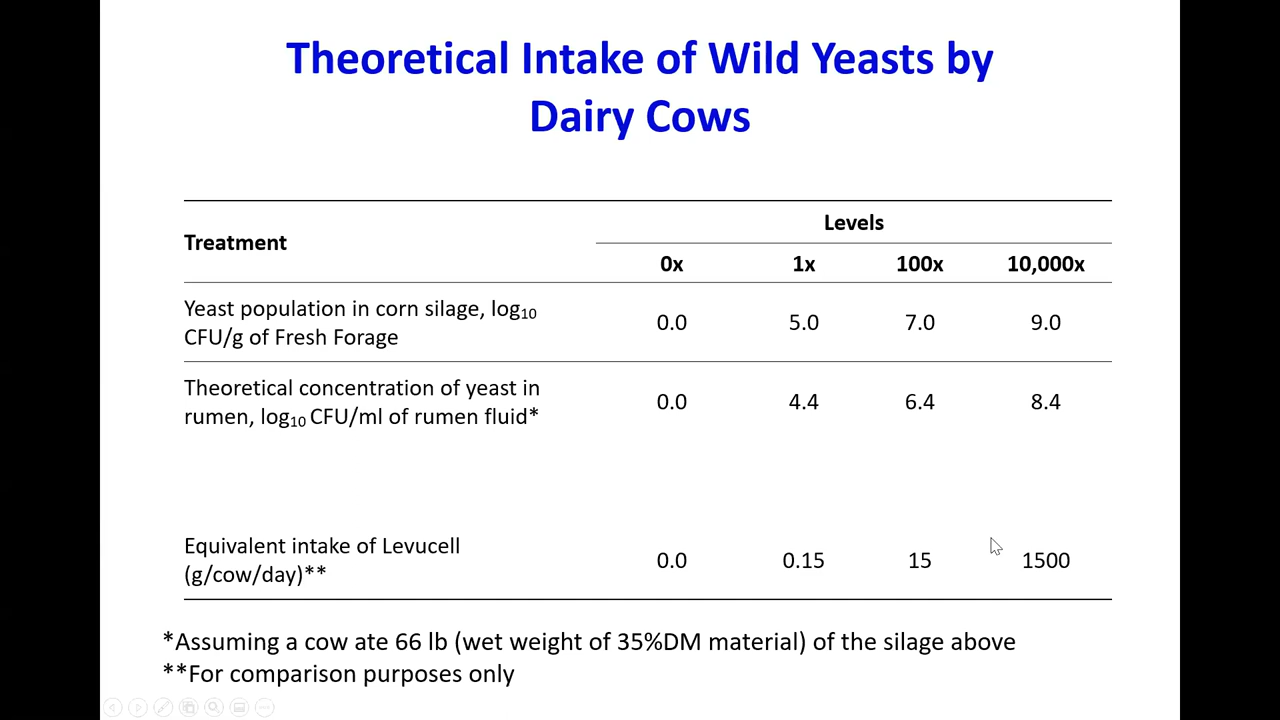 Theoretical Intake of Wild Yeasts by
Dairy Cows
Treatment
Levels
0x 1x 100x 10,000x
Yeast population in corn silage, log10
CFU/g of Fresh Forage
0.0 5.0 7.0 9.0
Theoretical concentration of yeast in
rumen, log10 CFU/ml of rumen fluid*
0.0 4.4 6.4 8.4
Equivalent intake of Levucell
(g/cow/day)**
0.0 0.15 15 1500
*Assuming a cow ate 66 lb (wet weight of 35%DM material) of the silage above
**For comparison purposes only